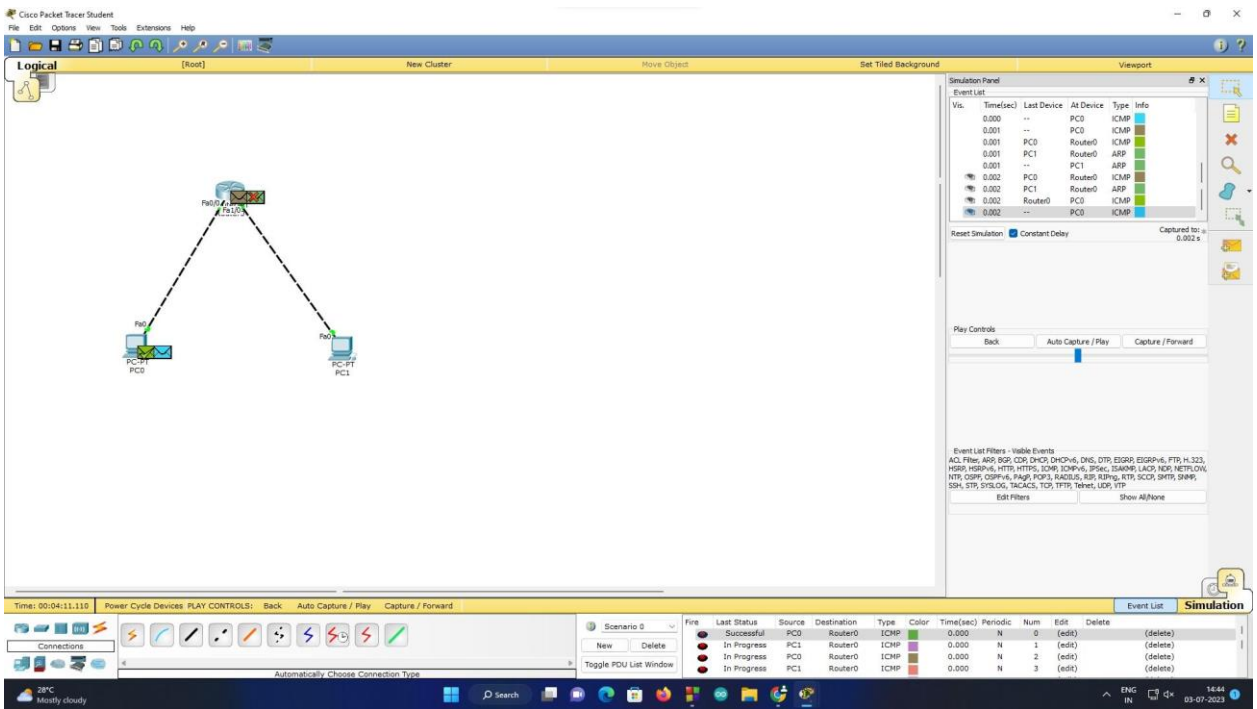 Cisco Packet Tracer Student
File Edit Options View Tools Extensions Help
Logical [Root] New Cluster Move Object Set Tiled Background Viewport
Simulation Panel
Event List
Vis. Time(sec) Last Device At Device Type Info
0.000 -- PC0 ICMP
0.001 -- PC0 ICMP
0.001 PC0 Router0 ICMP
0.001 PC1 Router0 ARP
0.001 -- PC1 ARP
0.002 PC0 Router0 ICMP
0.002 PC1 Router0 ARP
0.002 Router0 PC0 ICMP
0.002 -- PC0 ICMP
Reset Simulation Constant Delay Captured to:
0.002 s
Fa0/0
Fa1/0
Fa0
PC-PT
PC0
Fa0
PC-PT
PC1
Play Controls
Back Auto Capture / Play Capture / Forward
Event List Filters - Visible Events
ACL Filter, ARP, BGP, CDP, DHCP, DHCPv6, DNS, DTP, EIGRP, EIGRPv6, FTP, H.323,
HSRP, HSRPv6, HTTP, HTTPS, ICMP, ICMPv6, IPSec, ISAKMP, LACP, NDP, NETFLOW,
NTP, OSPF, OSPFv6, PAgP, POP3, RADIUS, RIP, RIPng, RTP, SCCP, SMTP, SNMP,
SSH, STP, SYSLOG, TACACS, TCP, TFTP, Telnet, UDP, VTP
Edit Filters Show All/None
Time: 00:04:11.110 Power Cycle Devices PLAY CONTROLS: Back Auto Capture / Play Capture / Forward Event List Simulation
Connections
Automatically Choose Connection Type
Scenario 0
New Delete
Toggle PDU List Window
Fire Last Status Source Destination Type Color Time(sec) Periodic Num Edit Delete
Successful PC0 Router0 ICMP 0.000 N 0 (edit) (delete)
In Progress PC1 Router0 ICMP 0.000 N 1 (edit) (delete)
In Progress PC0 Router0 ICMP 0.000 N 2 (edit) (delete)
In Progress PC1 Router0 ICMP 0.000 N 3 (edit) (delete)
28°C
Mostly cloudy
Search
ENG
IN
14:44
03-07-2023